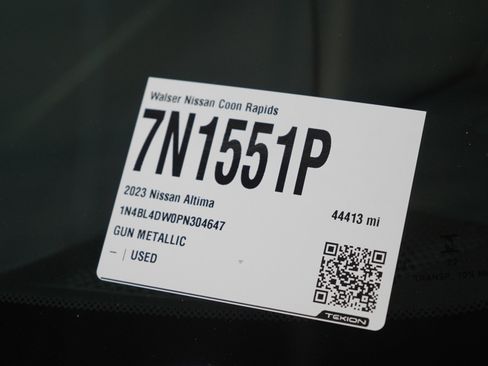 Walser Nissan Coon Rapids
7N1551P
2023 Nissan Altima
1N4BL4DW0PN304647
44413 mi
GUN METALLIC
– | USED
TEKION